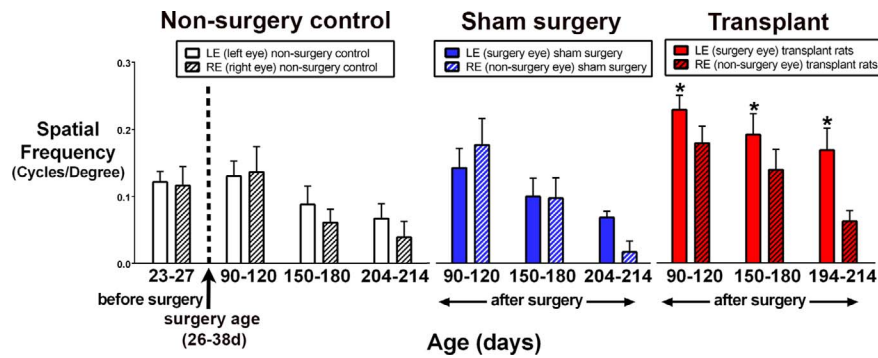 Non-surgery control
LE (left eye) non-surgery control
RE (right eye) non-surgery control
Sham surgery
LE (surgery eye) sham surgery
RE (non-surgery eye) sham surgery
Transplant
LE (surgery eye) transplant rats
RE (non-surgery eye) transplant rats
Spatial
Frequency
(Cycles/Degree)
0.3
0.2
0.1
0.0
* * *
23-27 90-120 150-180 204-214
90-120 150-180 204-214
90-120 150-180 194-214
before surgery
surgery age
(26-38d)
after surgery
after surgery
Age (days)